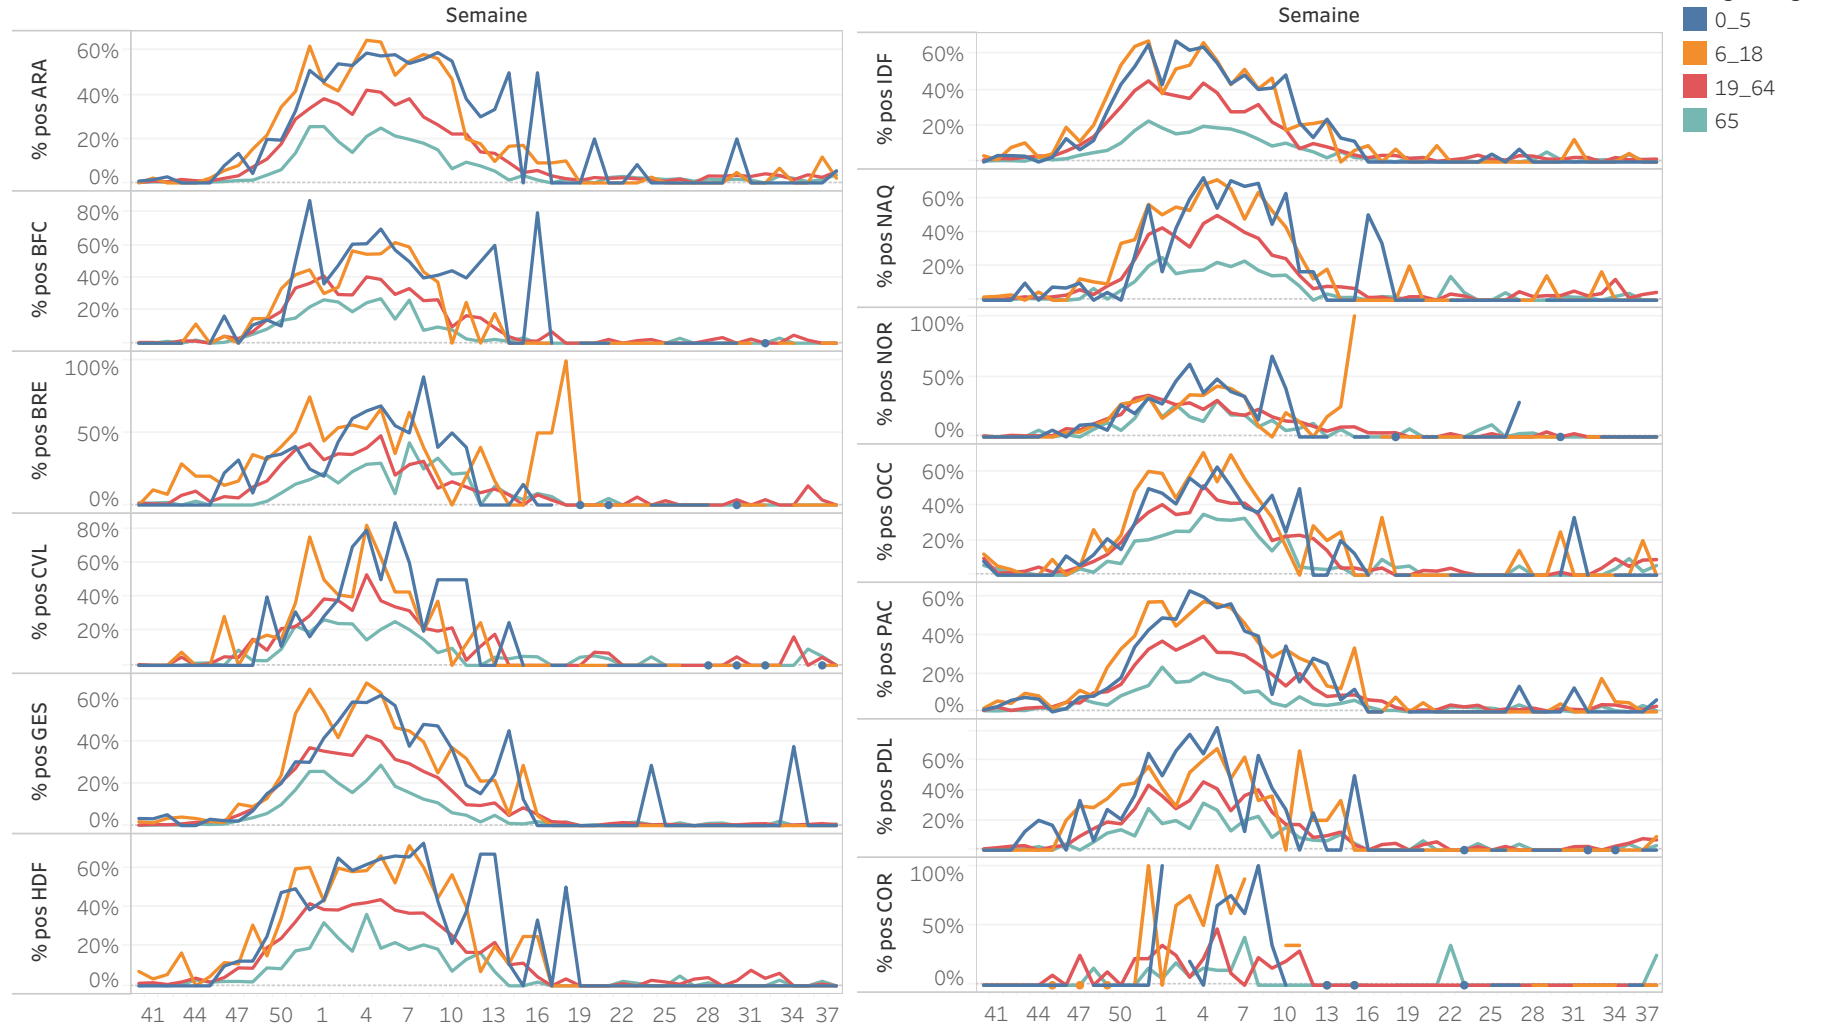 Semaine
% pos ARA
60%
40%
20%
0%
% pos BFC
80%
60%
40%
20%
% pos BRE
100%
50%
0%
% pos CVL
80%
60%
40%
20%
% pos GES
60%
40%
20%
0%
% pos HDF
60%
40%
20%
0%
41 44 47 50 1 4 7 10 13 16 19 22 25 28 31 34 37
Semaine
% pos IDF
60%
40%
20%
% pos NAQ
60%
40%
20%
% pos NOR
100%
50%
0%
% pos OCC
60%
40%
20%
% pos PAC
60%
40%
20%
0%
% pos PDL
60%
40%
20%
% pos COR
100%
50%
0%
41 44 47 50 1 4 7 10 13 16 19 22 25 28 31 34 37
0_5
6_18
19_64
65